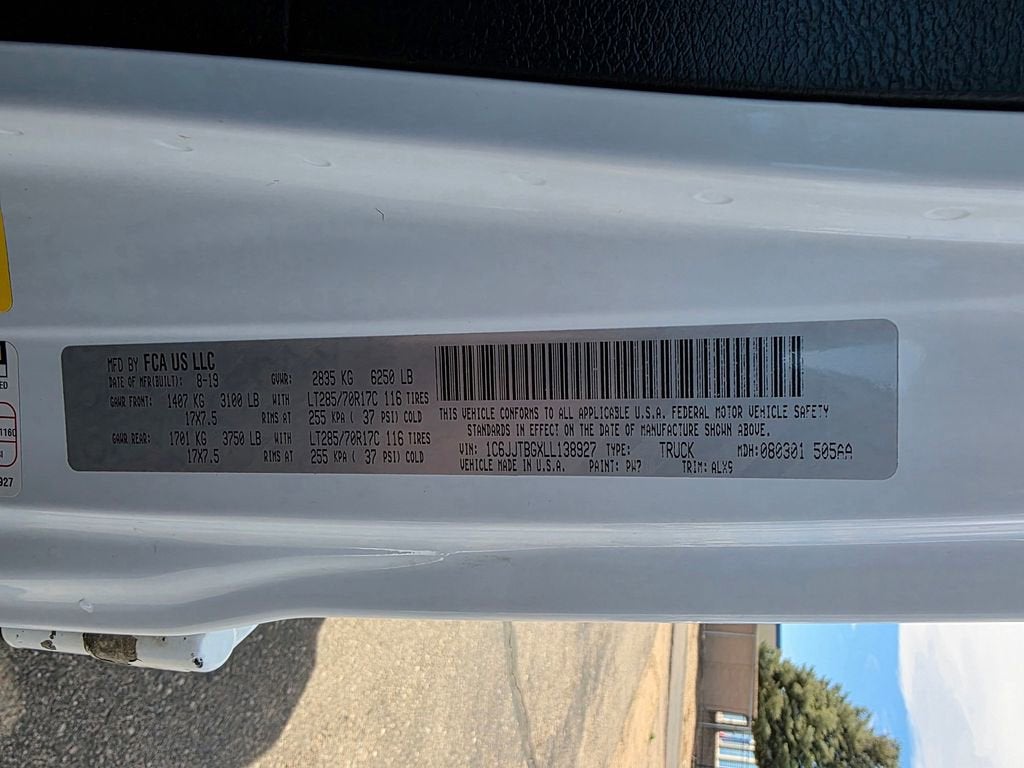 MFD BY FCA US LLC
DATE OF MFR(BUILT): 8-19 GVWR: 2835 KG 6250 LB
GAWR FRONT: 1407 KG 3100 LB WITH LT285/70R17C 116 TIRES
17X7.5 RIMS AT 255 KPA ( 37 PSI) COLD
GAWR REAR: 1701 KG 3750 LB WITH LT285/70R17C 116 TIRES
17X7.5 RIMS AT 255 KPA ( 37 PSI) COLD
THIS VEHICLE CONFORMS TO ALL APPLICABLE U.S.A. FEDERAL MOTOR VEHICLE SAFETY
STANDARDS IN EFFECT ON THE DATE OF MANUFACTURE SHOWN ABOVE.
VIN: 1C6JJTBGXLL138927 TYPE: TRUCK MDH:080301 505AA
VEHICLE MADE IN U.S.A. PAINT: PW7 TRIM: ALX9
ED
1160
927